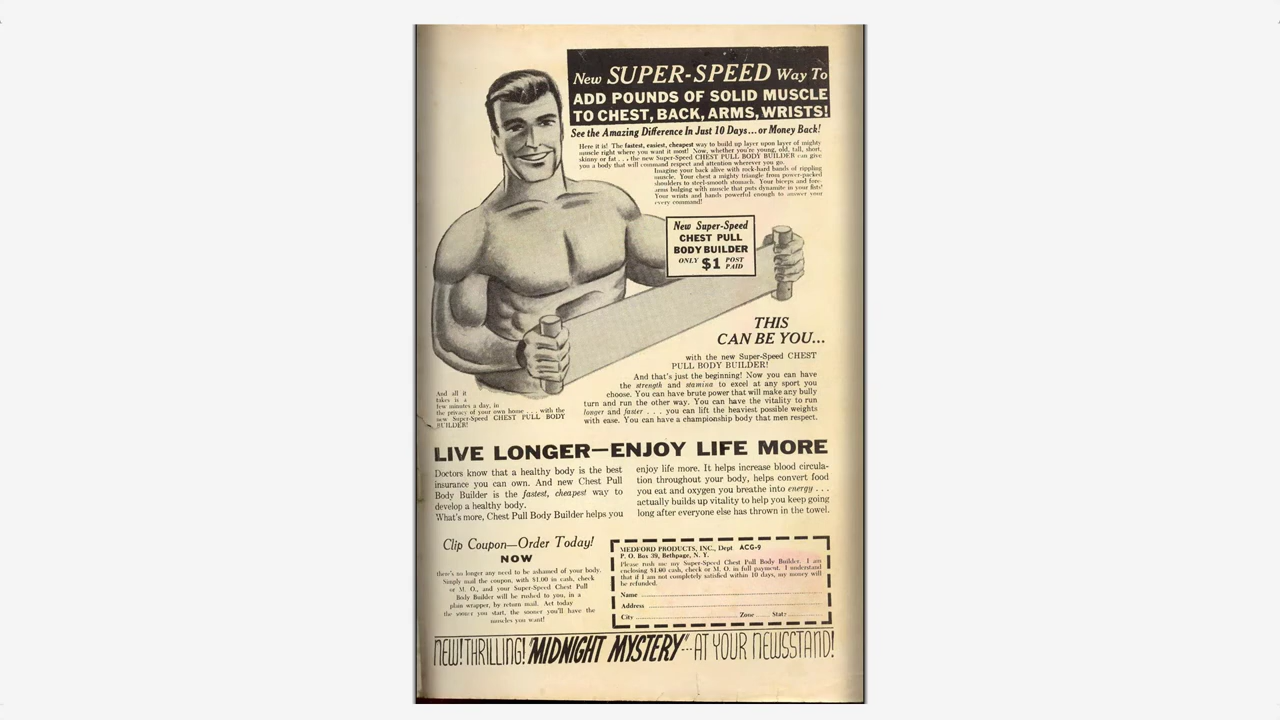 New SUPER-SPEED Way To
ADD POUNDS OF SOLID MUSCLE
TO CHEST, BACK, ARMS, WRISTS!
See the Amazing Difference In Just 10 Days...or Money Back!
Here it is! The fastest, easiest, cheapest way to build up layer upon layer of mighty
muscle right where you want it most! Now, whether you're young, old, tall, short,
skinny or fat . . . the new Super-Speed CHEST PULL BODY BUILDER can give
you a body that will command respect and attention wherever you go.
Imagine your back alive with rock-hard bands of rippling
muscle. Your chest a mighty triangle from power-packed
shoulders to steel-smooth stomach. Your biceps and fore-
arms bulging with muscle that puts dynamite in your fists!
Your wrists and hands powerful enough to answer your
every command!
New Super-Speed
CHEST PULL
BODY BUILDER
ONLY $1 POST PAID
THIS
CAN BE YOU...
with the new Super-Speed CHEST
PULL BODY BUILDER!
And that's just the beginning! Now you can have
the strength and stamina to excel at any sport you
choose. You can have brute power that will make any bully
turn and run the other way. You can have the vitality to run
longer and faster . . . you can lift the heaviest possible weights
with ease. You can have a championship body that men respect.
And all it
takes is a
few minutes a day, in
the privacy of your own home . . . with the
new Super-Speed CHEST PULL BODY
BUILDER!
LIVE LONGER—ENJOY LIFE MORE
Doctors know that a healthy body is the best
insurance you can own. And new Chest Pull
Body Builder is the fastest, cheapest way to
develop a healthy body.
What's more, Chest Pull Body Builder helps you
enjoy life more. It helps increase blood circula-
tion throughout your body, helps convert food
you eat and oxygen you breathe into energy . . .
actually builds up vitality to help you keep going
long after everyone else has thrown in the towel.
Clip Coupon—Order Today!
NOW
there's no longer any need to be ashamed of your body.
Simply mail the coupon, with $1.00 in cash, check
or M. O., and your Super-Speed Chest Pull
Body Builder will be rushed to you, in a
plain wrapper, by return mail. Act today
the sooner you start, the sooner you'll have the
muscles you want!
MEDFORD PRODUCTS, INC., Dept ACG-9
P. O. Box 39, Bethpage, N. Y.
Please rush me my Super-Speed Chest Pull Body Builder. I am
enclosing $1.00 cash, check or M. O. in full payment. I understand
that if I am not completely satisfied within 10 days, my money will
be refunded.
Name
Address
City Zone State
NEW! THRILLING! "MIDNIGHT MYSTERY"---AT YOUR NEWSSTAND!